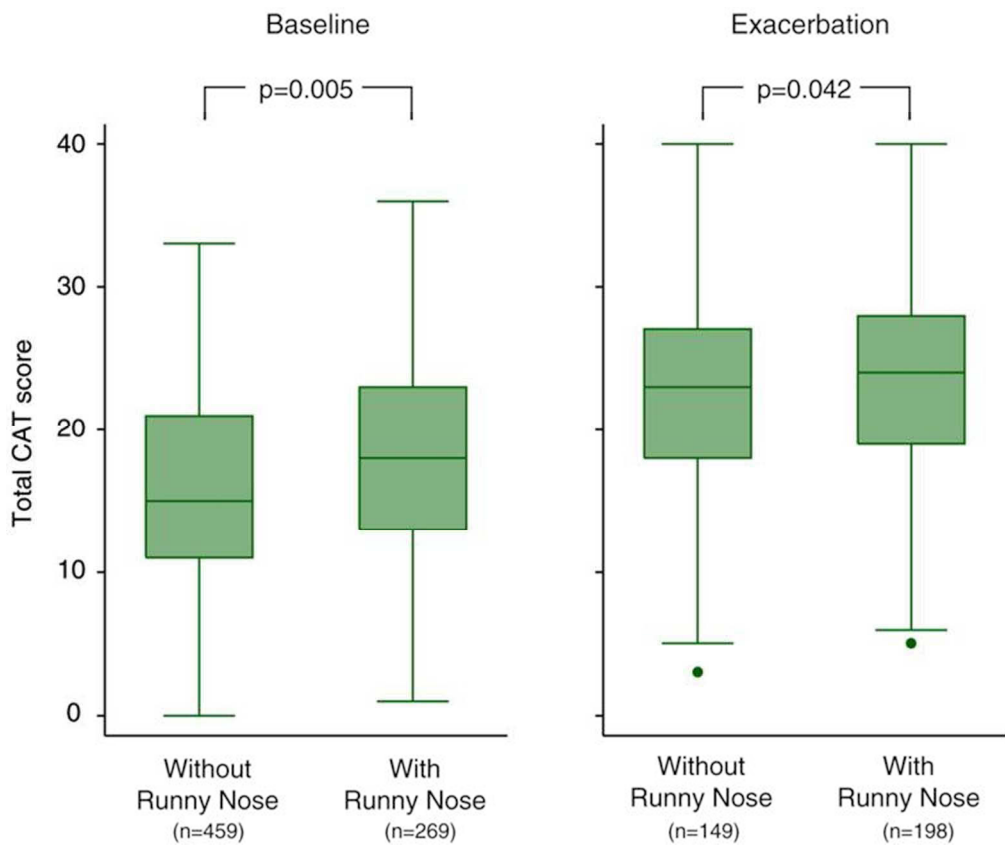 Baseline
Exacerbation
p=0.005
p=0.042
Total CAT score
40
30
20
10
0
Without
Runny Nose
(n=459)
With
Runny Nose
(n=269)
Without
Runny Nose
(n=149)
With
Runny Nose
(n=198)